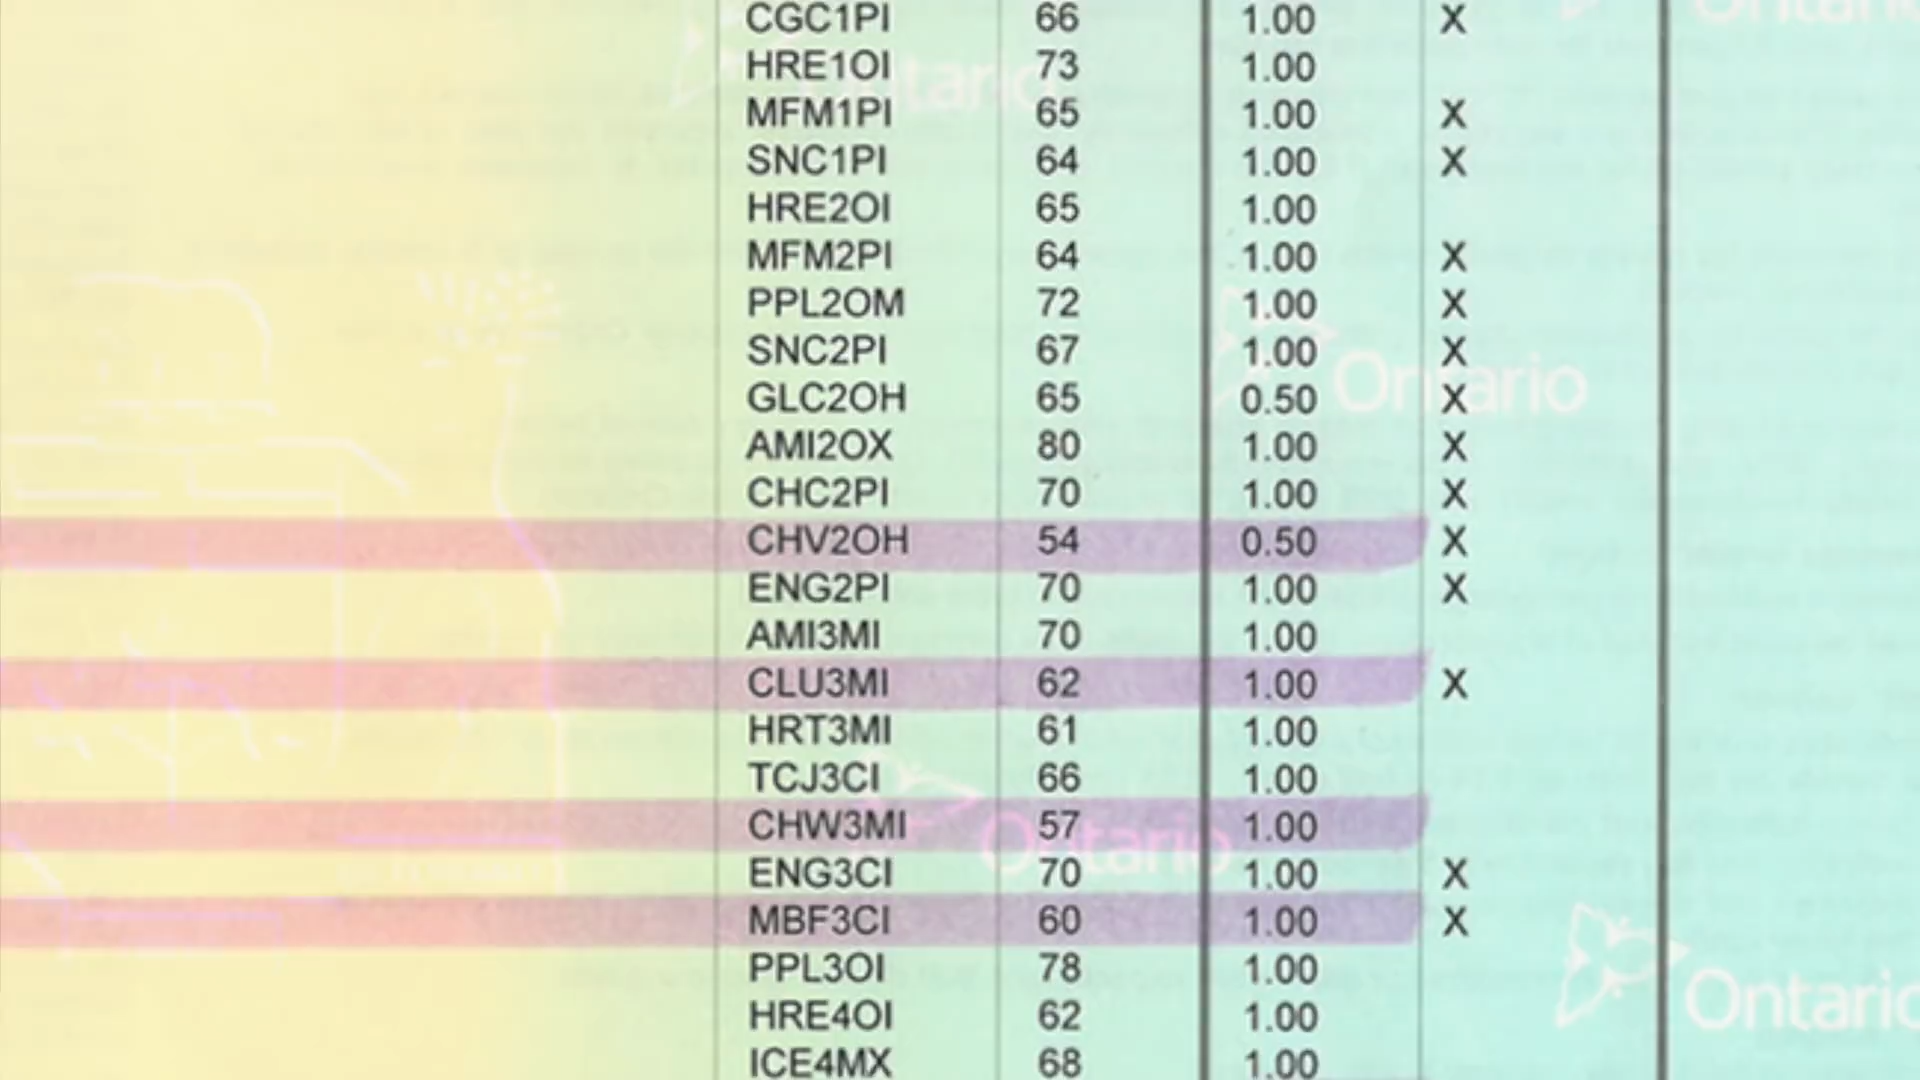 CGC1PI 66 1.00 X
HRE1OI 73 1.00
MFM1PI 65 1.00 X
SNC1PI 64 1.00 X
HRE2OI 65 1.00
MFM2PI 64 1.00 X
PPL2OM 72 1.00 X
SNC2PI 67 1.00 X
GLC2OH 65 0.50 X
AMI2OX 80 1.00 X
CHC2PI 70 1.00 X
CHV2OH 54 0.50 X
ENG2PI 70 1.00 X
AMI3MI 70 1.00
CLU3MI 62 1.00 X
HRT3MI 61 1.00
TCJ3CI 66 1.00
CHW3MI 57 1.00
ENG3CI 70 1.00 X
MBF3CI 60 1.00 X
PPL3OI 78 1.00
HRE4OI 62 1.00
ICE4MX 68 1.00
Ontario
Ontario
Ontario
Ontario
Ontario